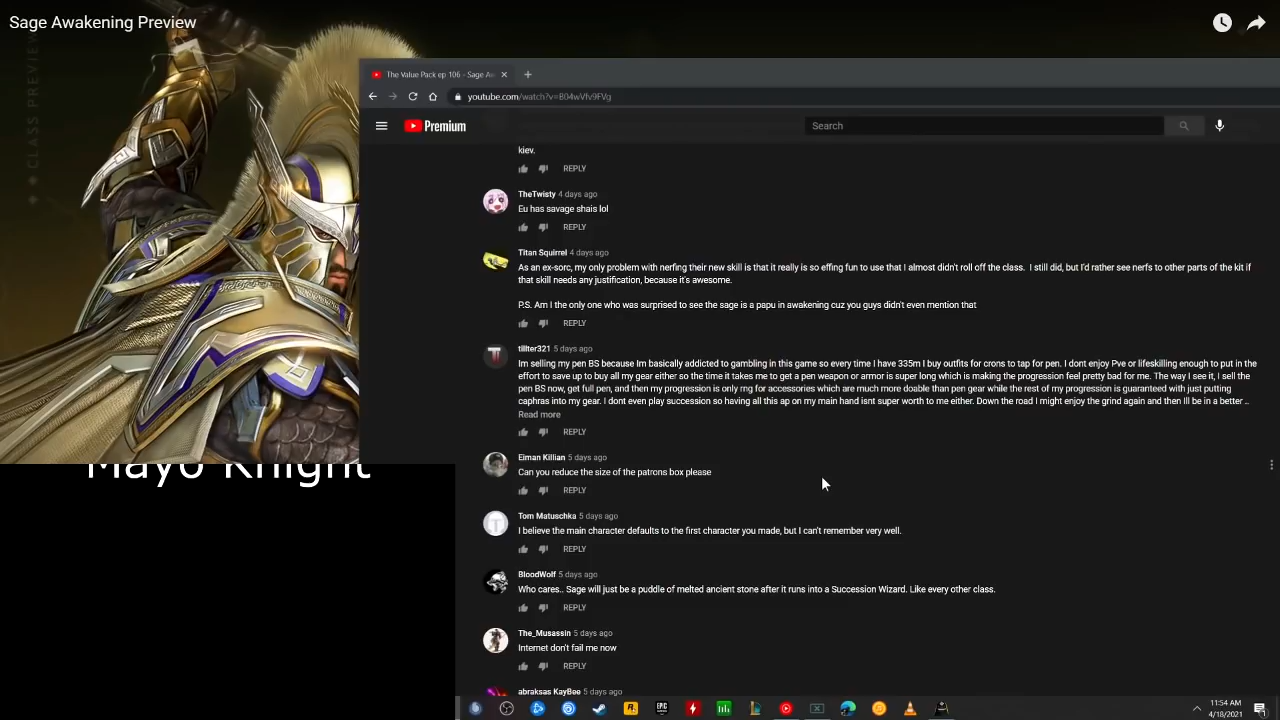 Sage Awakening Preview
CLASS PREVIEW
The Value Pack ep 106 - Sage Aw
youtube.com/watch?v=B04wVfv9FVg
Premium
Search
kiev.
REPLY
TheTwisty 4 days ago
Eu has savage shais lol
REPLY
Titan Squirrel 4 days ago
As an ex-sorc, my only problem with nerfing their new skill is that it really is so effing fun to use that I almost didn't roll off the class. I still did, but I'd rather see nerfs to other parts of the kit if
that skill needs any justification, because it's awesome.
P.S. Am I the only one who was surprised to see the sage is a papu in awakening cuz you guys didn't even mention that
REPLY
tillter321 5 days ago
Im selling my pen BS because Im basically addicted to gambling in this game so every time I have 335m I buy outfits for crons to tap for pen. I dont enjoy Pve or lifeskilling enough to put in the
effort to save up to buy all my gear either so the time it takes me to get a pen weapon or armor is super long which is making the progression feel pretty bad for me. The way I see it, I sell the
pen BS now, get full pen, and then my progression is only rng for accessories which are much more doable than pen gear while the rest of my progression is guaranteed with just putting
caphras into my gear. I dont even play succession so having all this ap on my main hand isnt super worth to me either. Down the road I might enjoy the grind again and then Ill be in a better ..
Read more
REPLY
Eiman Killian 5 days ago
Can you reduce the size of the patrons box please
REPLY
Tom Matuschka 5 days ago
I believe the main character defaults to the first character you made, but I can't remember very well.
REPLY
BloodWolf 5 days ago
Who cares.. Sage will just be a puddle of melted ancient stone after it runs into a Succession Wizard. Like every other class.
REPLY
The_Musassin 5 days ago
Internet don't fail me now
REPLY
abraksas KayBee 5 days ago
Mayo Knight
EPIC
11:54 AM
4/18/2021